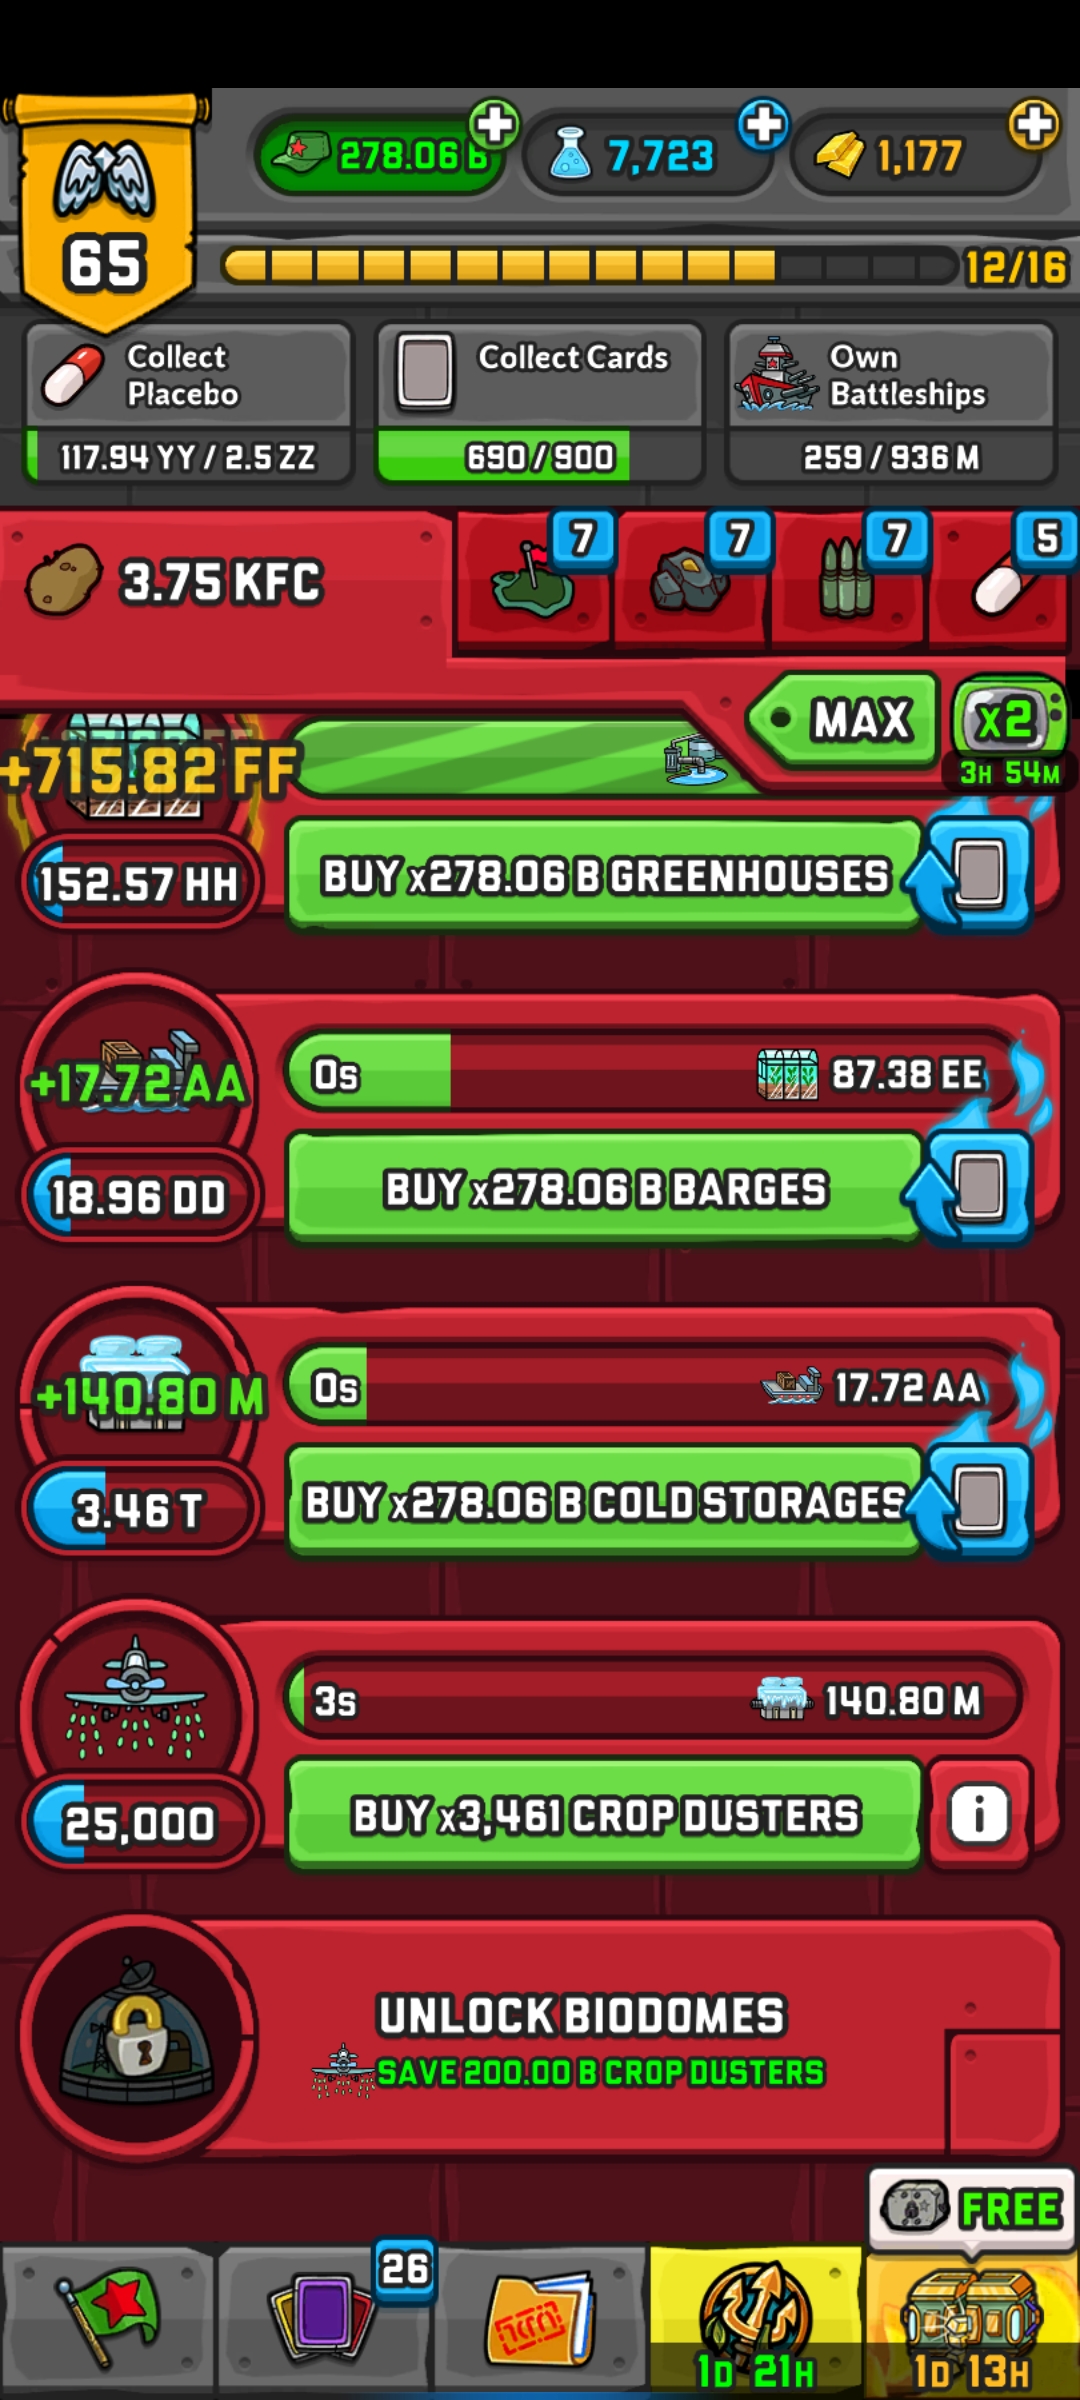 278.06 B
7,723
1,177
65
12/16
Collect
Placebo
Collect Cards
Own
Battleships
117.94 YY / 2.5 ZZ
690 / 900
259 / 936 M
3.75 KFC
7
7
7
5
MAX
x2
3H 54M
+715.82 FF
152.57 HH
BUY x278.06 B GREENHOUSES
+17.72 AA
0s
87.38 EE
18.96 DD
BUY x278.06 B BARGES
+140.80 M
0s
17.72 AA
3.46 T
BUY x278.06 B COLD STORAGES
3s
140.80 M
25,000
BUY x3,461 CROP DUSTERS
i
UNLOCK BIODOMES
SAVE 200.00 B CROP DUSTERS
FREE
26
1D 21H
1D 13H